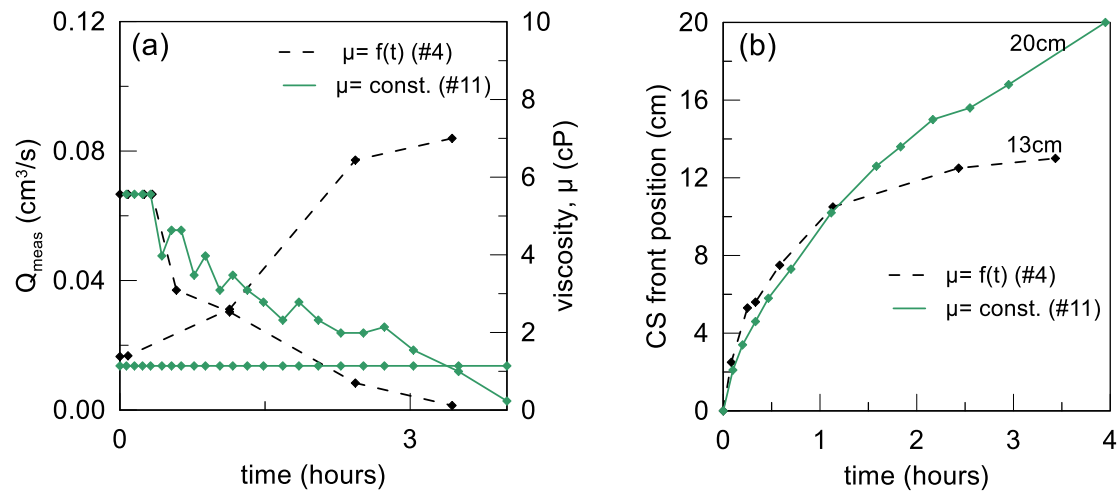 (a)
μ= f(t) (#4)
μ= const. (#11)
0.12
0.08
0.04
0.00
Qmeas (cm³/s)
10
8
6
4
2
0
viscosity, μ (cP)
0
3
time (hours)
(b)
20cm
13cm
μ= f(t) (#4)
μ= const. (#11)
20
16
12
8
4
0
CS front position (cm)
0
1
2
3
4
time (hours)